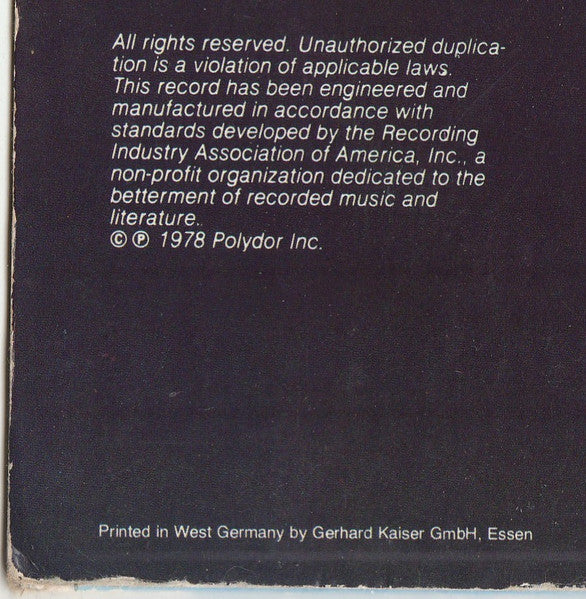 All rights reserved. Unauthorized duplica-
tion is a violation of applicable laws.
This record has been engineered and
manufactured in accordance with
standards developed by the Recording
Industry Association of America, Inc., a
non-profit organization dedicated to the
betterment of recorded music and
literature.
© ℗ 1978 Polydor Inc.
Printed in West Germany by Gerhard Kaiser GmbH, Essen